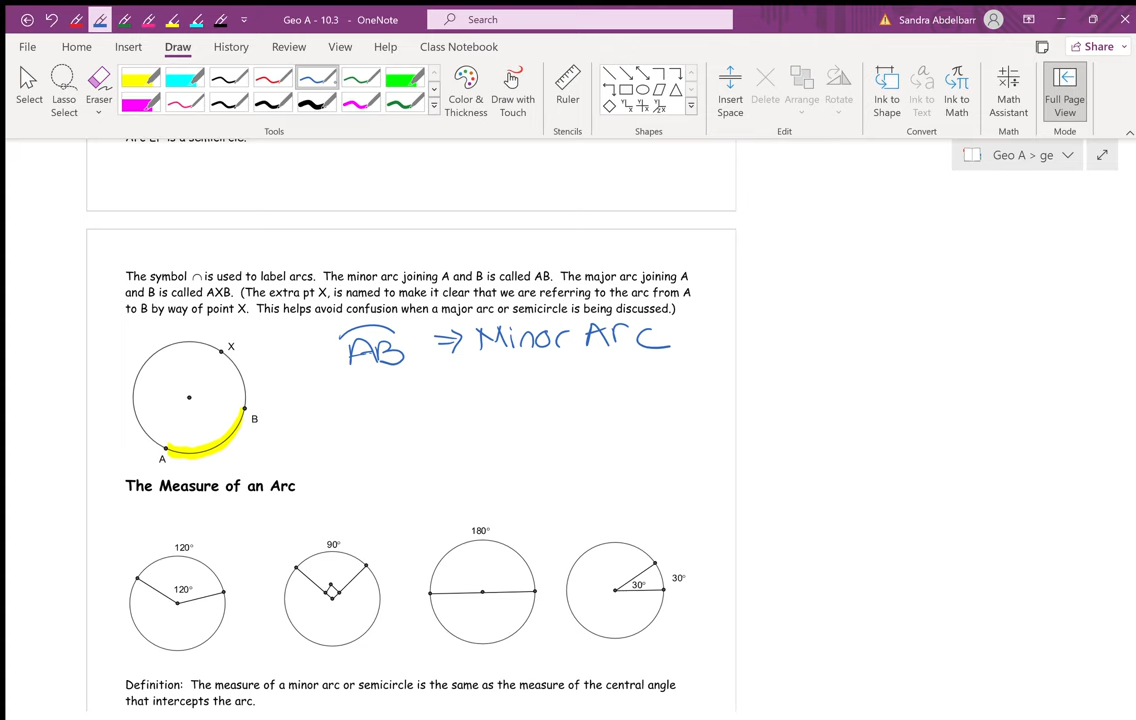 Geo A - 10.3 - OneNote
Search
Sandra Abdelbarr
File Home Insert Draw History Review View Help Class Notebook
Share
Select
Lasso Select
Eraser
Color & Thickness
Draw with Touch
Ruler
Insert Space
Delete
Arrange
Rotate
Ink to Shape
Ink to Text
Ink to Math
Math Assistant
Full Page View
Tools
Stencils
Shapes
Edit
Convert
Math
Mode
Geo A > ge
The symbol ⌒ is used to label arcs. The minor arc joining A and B is called AB. The major arc joining A
and B is called AXB. (The extra pt X, is named to make it clear that we are referring to the arc from A
to B by way of point X. This helps avoid confusion when a major arc or semicircle is being discussed.)
AB ⇒ Minor Arc
X
B
A
The Measure of an Arc
120°
120°
90°
180°
30°
30°
Definition: The measure of a minor arc or semicircle is the same as the measure of the central angle
that intercepts the arc.